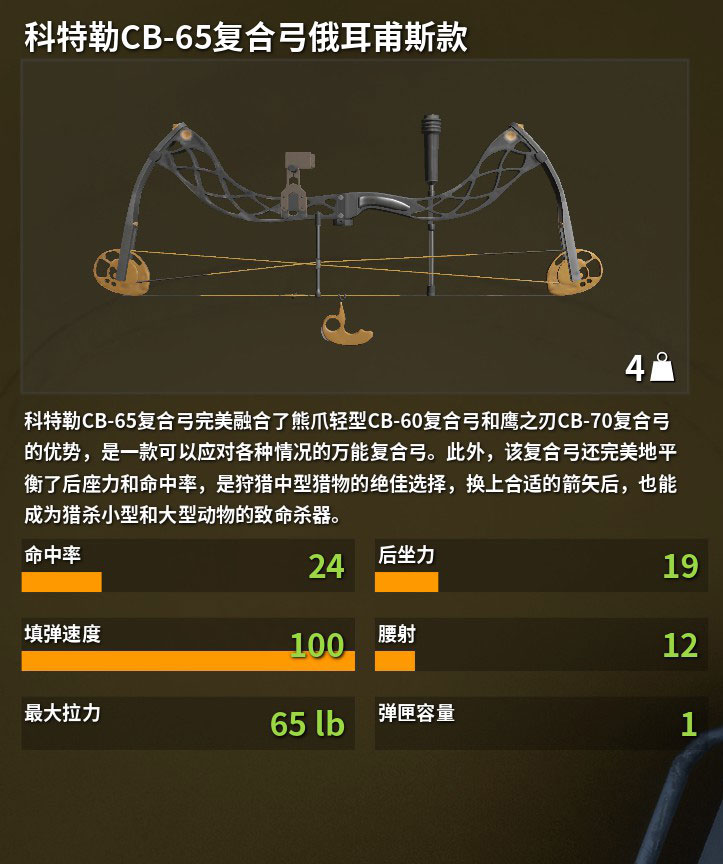 科特勒CB-65复合弓俄耳甫斯款
4
科特勒CB-65复合弓完美融合了熊爪轻型CB-60复合弓和鹰之刃CB-70复合弓
的优势，是一款可以应对各种情况的万能复合弓。此外，该复合弓还完美地平
衡了后座力和命中率，是狩猎中型猎物的绝佳选择，换上合适的箭矢后，也能
成为猎杀小型和大型动物的致命杀器。
命中率 24
后坐力 19
填弹速度 100
腰射 12
最大拉力 65 lb
弹匣容量 1